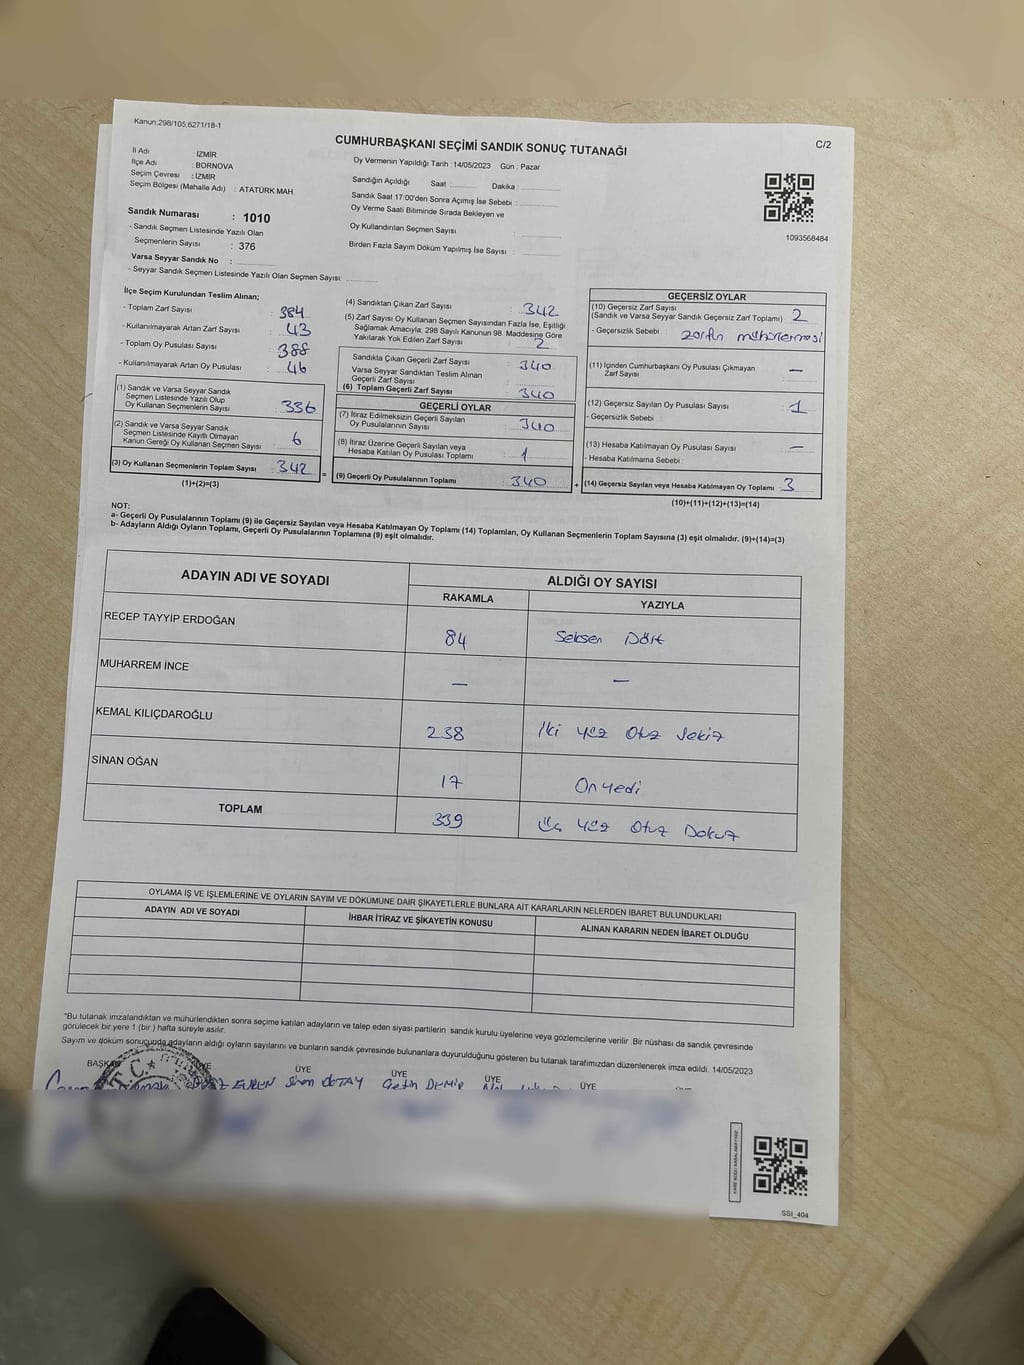 Kanun;298/105;6271/18-1
C/2
CUMHURBAŞKANI SEÇİMİ SANDIK SONUÇ TUTANAĞI
İl Adı : İZMİR
İlçe Adı : BORNOVA
Seçim Çevresi : İZMİR
Seçim Bölgesi (Mahalle Adı) : ATATÜRK MAH.
Sandık Numarası : 1010
- Sandık Seçmen Listesinde Yazılı Olan
Seçmenlerin Sayısı : 376
Varsa Seyyar Sandık No :
- Seyyar Sandık Seçmen Listesinde Yazılı Olan Seçmen Sayısı:
Oy Vermenin Yapıldığı Tarih : 14/05/2023 Gün : Pazar
Sandığın Açıldığı Saat : Dakika :
Sandık Saat 17:00'den Sonra Açımış İse Sebebi :
Oy Verme Saati Bitiminde Sırada Bekleyen ve
Oy Kullandırılan Seçmen Sayısı :
Birden Fazla Sayım Döküm Yapılmış İse Sayısı :
1093568484
İlçe Seçim Kurulundan Teslim Alınan;
- Toplam Zarf Sayısı : 384
- Kullanılmayarak Artan Zarf Sayısı : 43
- Toplam Oy Pusulası Sayısı : 388
- Kullanılmayarak Artan Oy Pusulası : 46
(1) Sandık ve Varsa Seyyar Sandık
Seçmen Listesinde Yazılı Olup
Oy Kullanan Seçmenlerin Sayısı : 336
(2) Sandık ve Varsa Seyyar Sandık
Seçmen Listesinde Kayıtlı Olmayan
Kanun Gereği Oy Kullanan Seçmen Sayısı : 6
(3) Oy Kullanan Seçmenlerin Toplam Sayısı : 342
(1)+(2)=(3)
(4) Sandıktan Çıkan Zarf Sayısı : 342
(5) Zarf Sayısı Oy Kullanan Seçmen Sayısından Fazla İse, Eşitliği
Sağlamak Amacıyla; 298 Sayılı Kanunun 98. Maddesine Göre
Yakılarak Yok Edilen Zarf Sayısı : 2
Sandıkta Çıkan Geçerli Zarf Sayısı : 340
Varsa Seyyar Sandıktan Teslim Alınan
Geçerli Zarf Sayısı :
(6) Toplam Geçerli Zarf Sayısı : 340
GEÇERLİ OYLAR
(7) İtiraz Edilmeksizin Geçerli Sayılan
Oy Pusulalarının Sayısı : 340
(8) İtiraz Üzerine Geçerli Sayılan veya
Hesaba Katılan Oy Pusulası Toplamı : 1
= (9) Geçerli Oy Pusulalarının Toplamı : 340
GEÇERSİZ OYLAR
(10) Geçersiz Zarf Sayısı
(Sandık ve Varsa Seyyar Sandık Geçersiz Zarf Toplamı) : 2
- Geçersizlik Sebebi : zarfın mühürlenmesi
(11) İçinden Cumhurbaşkanı Oy Pusulası Çıkmayan
Zarf Sayısı : —
(12) Geçersiz Sayılan Oy Pusulası Sayısı : 1
- Geçersizlik Sebebi :
(13) Hesaba Katılmayan Oy Pusulası Sayısı : —
- Hesaba Katılmama Sebebi :
+ (14) Geçersiz Sayılan veya Hesaba Katılmayan Oy Toplamı : 3
(10)+(11)+(12)+(13)=(14)
NOT:
a- Geçerli Oy Pusulalarının Toplamı (9) ile Geçersiz Sayılan veya Hesaba Katılmayan Oy Toplamı (14) Toplamları, Oy Kullanan Seçmenlerin Toplam Sayısına (3) eşit olmalıdır. (9)+(14)=(3)
b- Adayların Aldığı Oyların Toplamı, Geçerli Oy Pusulalarının Toplamına (9) eşit olmalıdır.
ADAYIN ADI VE SOYADI
ALDIĞI OY SAYISI
RAKAMLA YAZIYLA
RECEP TAYYİP ERDOĞAN 84 Seksen Dört
MUHARREM İNCE — —
KEMAL KILIÇDAROĞLU 238 İki yüz Otuz Sekiz
SİNAN OĞAN 17 On yedi
TOPLAM 339 Üç yüz Otuz Dokuz
OYLAMA İŞ VE İŞLEMLERİNE VE OYLARIN SAYIM VE DÖKÜMÜNE DAİR ŞİKAYETLERLE BUNLARA AİT KARARLARIN NELERDEN İBARET BULUNDUKLARI
ADAYIN ADI VE SOYADI İHBAR İTİRAZ VE ŞİKAYETİN KONUSU ALINAN KARARIN NEDEN İBARET OLDUĞU
*Bu tutanak imzalandıktan ve mühürlendikten sonra seçime katılan adayların ve talep eden siyasi partilerin sandık kurulu üyelerine veya gözlemcilerine verilir .Bir nüshası da sandık çevresinde
görülecek bir yere 1 (bir ) hafta süreyle asılır.
Sayım ve döküm sonucunda adayların aldığı oyların sayılarını ve bunların sandık çevresinde bulunanlara duyurulduğunu gösteren bu tutanak tarafımızdan düzenlenerek imza edildi. 14/05/2023
BAŞKAN ÜYE ÜYE ÜYE ÜYE ÜYE
EVREN Sinan OKTAY Çetin DEMİR
T.C.
SSI_404